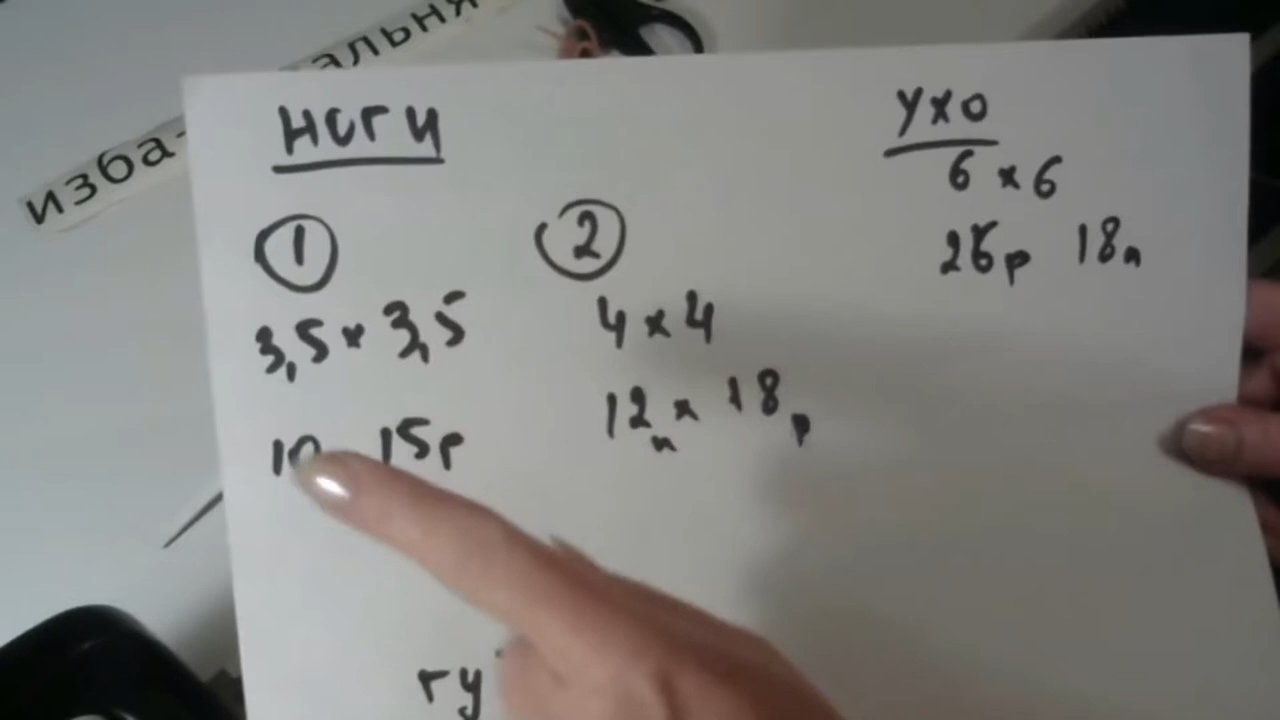 изба-
альня
НОГИ
1
3,5 x 3,5
10 15р
2
4 x 4
12п x 18р
ухо
6 x 6
18п
гу